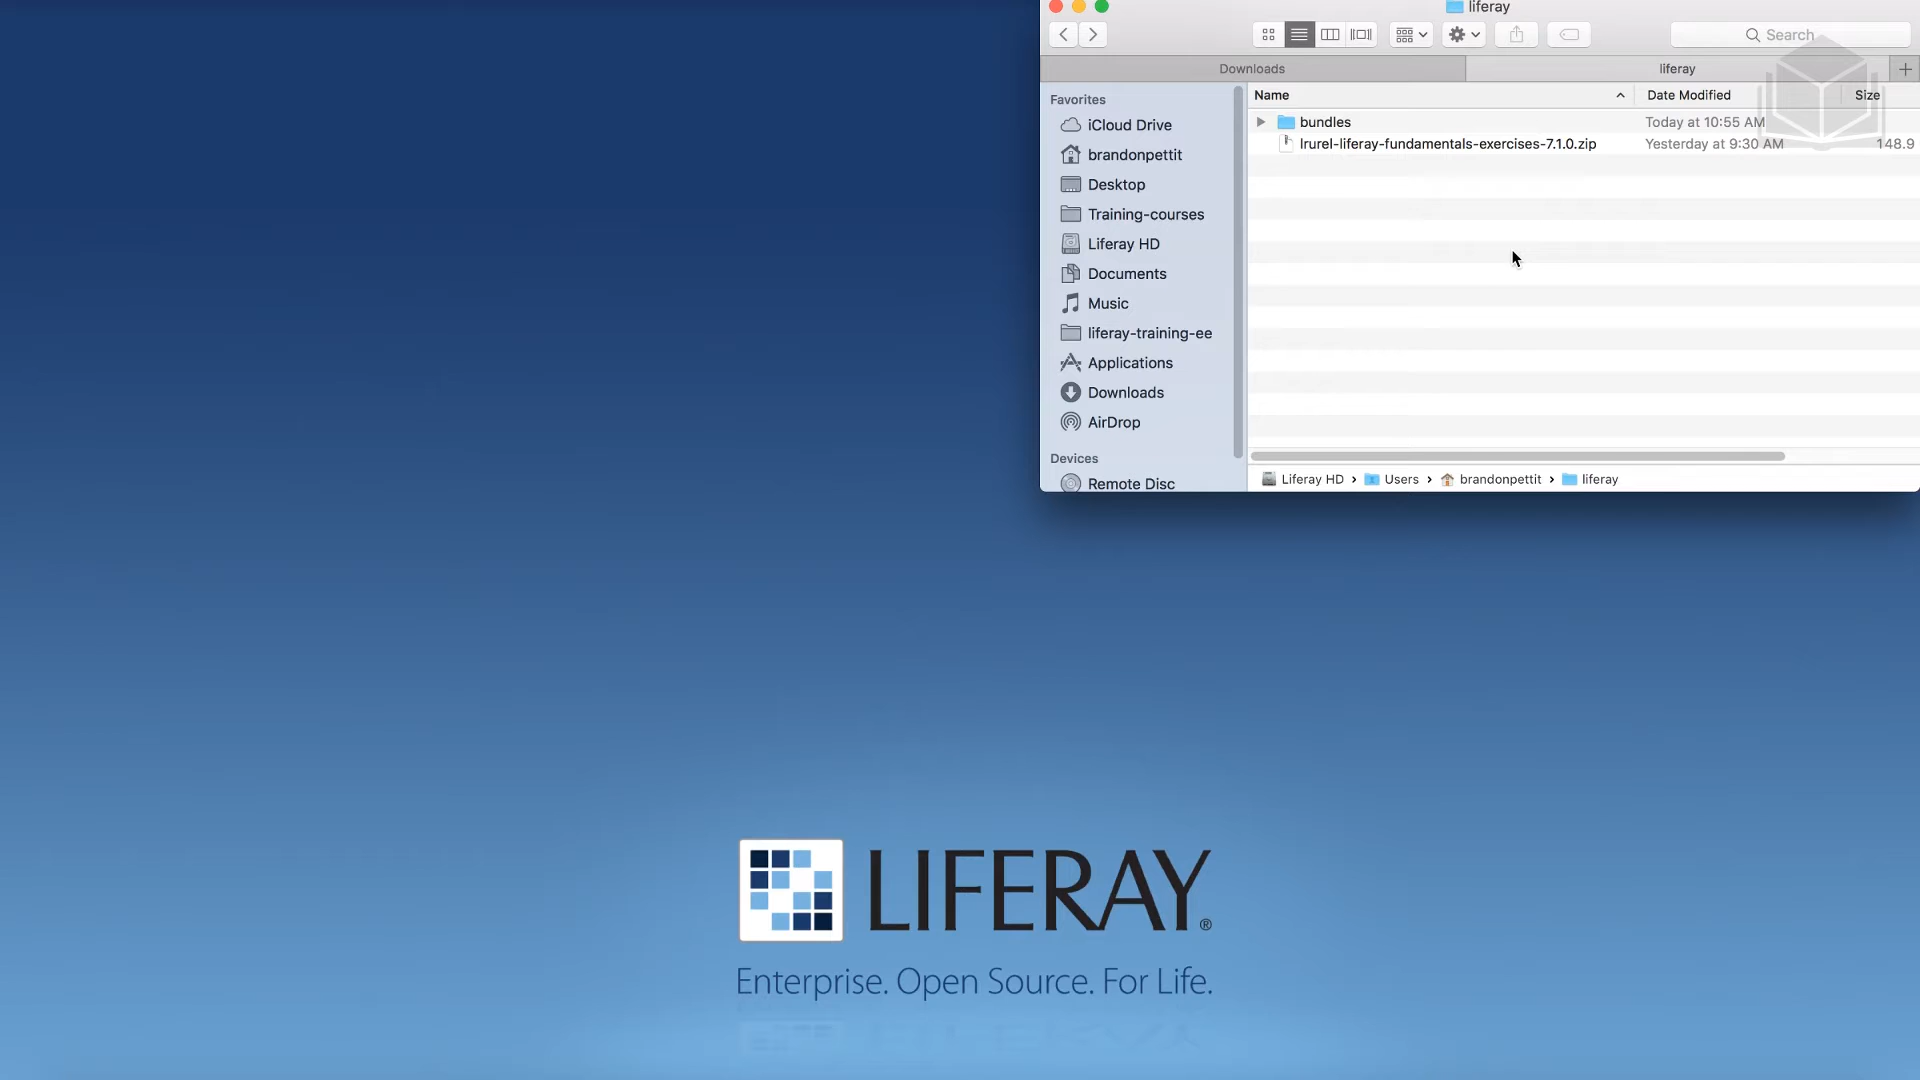 liferay
Search
Downloads
liferay
+
Favorites
iCloud Drive
brandonpettit
Desktop
Training-courses
Liferay HD
Documents
Music
liferay-training-ee
Applications
Downloads
AirDrop
Devices
Remote Disc
Name Date Modified Size
bundles Today at 10:55 AM
lrurel-liferay-fundamentals-exercises-7.1.0.zip Yesterday at 9:30 AM 148.9
Liferay HD › Users › brandonpettit › liferay
LIFERAY®
Enterprise. Open Source. For Life.